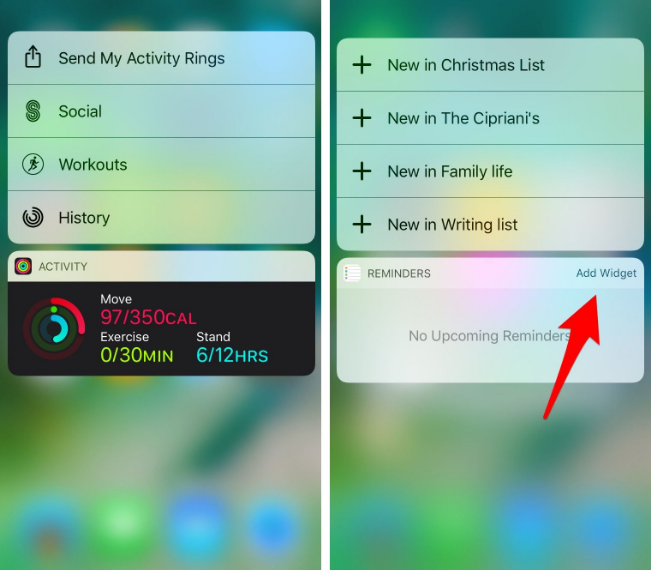 Send My Activity Rings
Social
Workouts
History
ACTIVITY
Move
97/350CAL
Exercise Stand
0/30MIN 6/12HRS
New in Christmas List
New in The Cipriani's
New in Family life
New in Writing list
REMINDERS Add Widget
No Upcoming Reminders